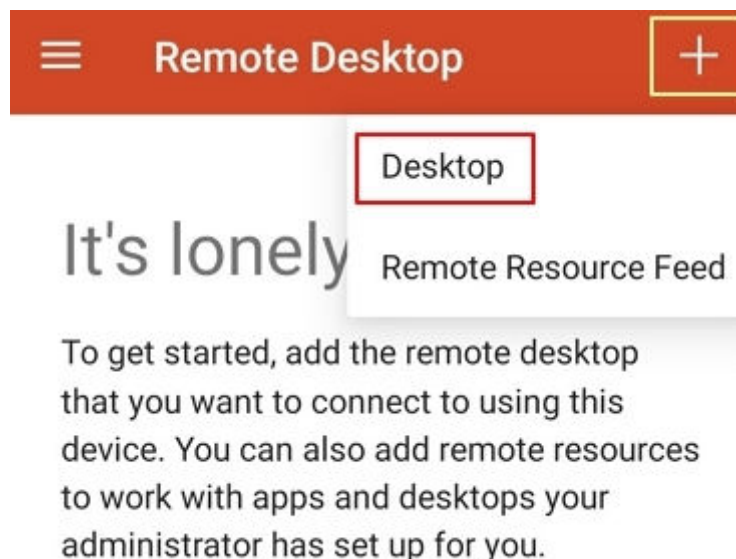 Remote Desktop
Desktop
It's lonely
Remote Resource Feed
To get started, add the remote desktop
that you want to connect to using this
device. You can also add remote resources
to work with apps and desktops your
administrator has set up for you.